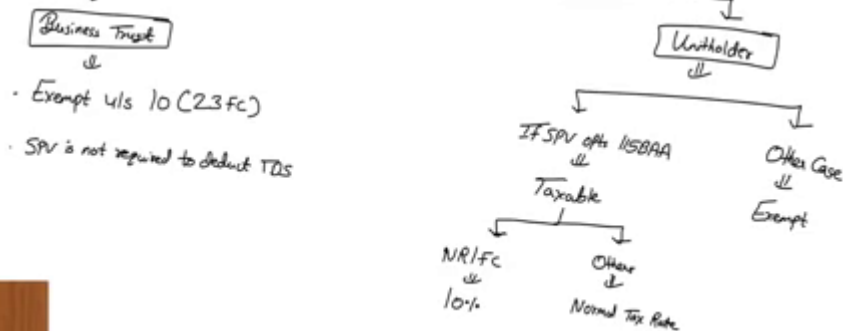 Business Trust
• Exempt u/s 10(23FC)
• SPV is not required to deduct TDS
Unitholder
If SPV opts 115BAA
Other Case
Taxable
Exempt
NR/FC
Other
10%
Normal Tax Rate